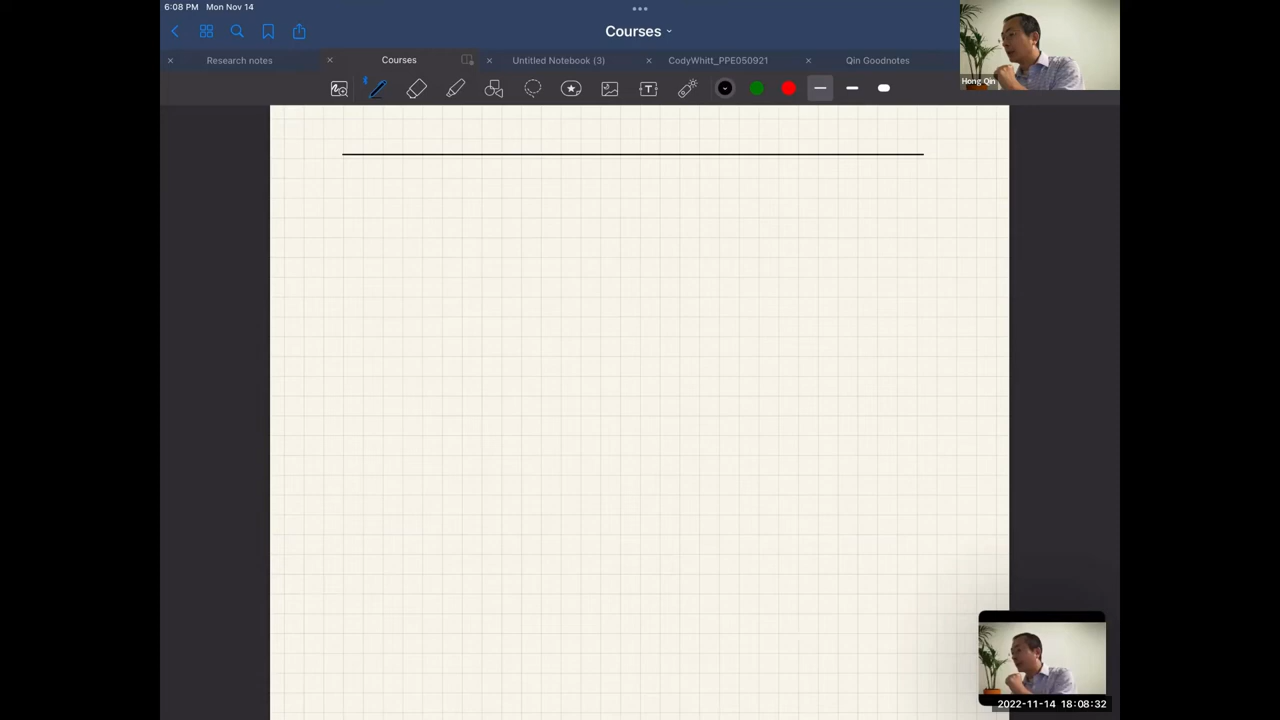 6:08 PM Mon Nov 14
Courses
Hong Qin
Research notes
Courses
Untitled Notebook (3)
CodyWhitt_PPE050921
Qin Goodnotes
T
2022-11-14 18:08:32